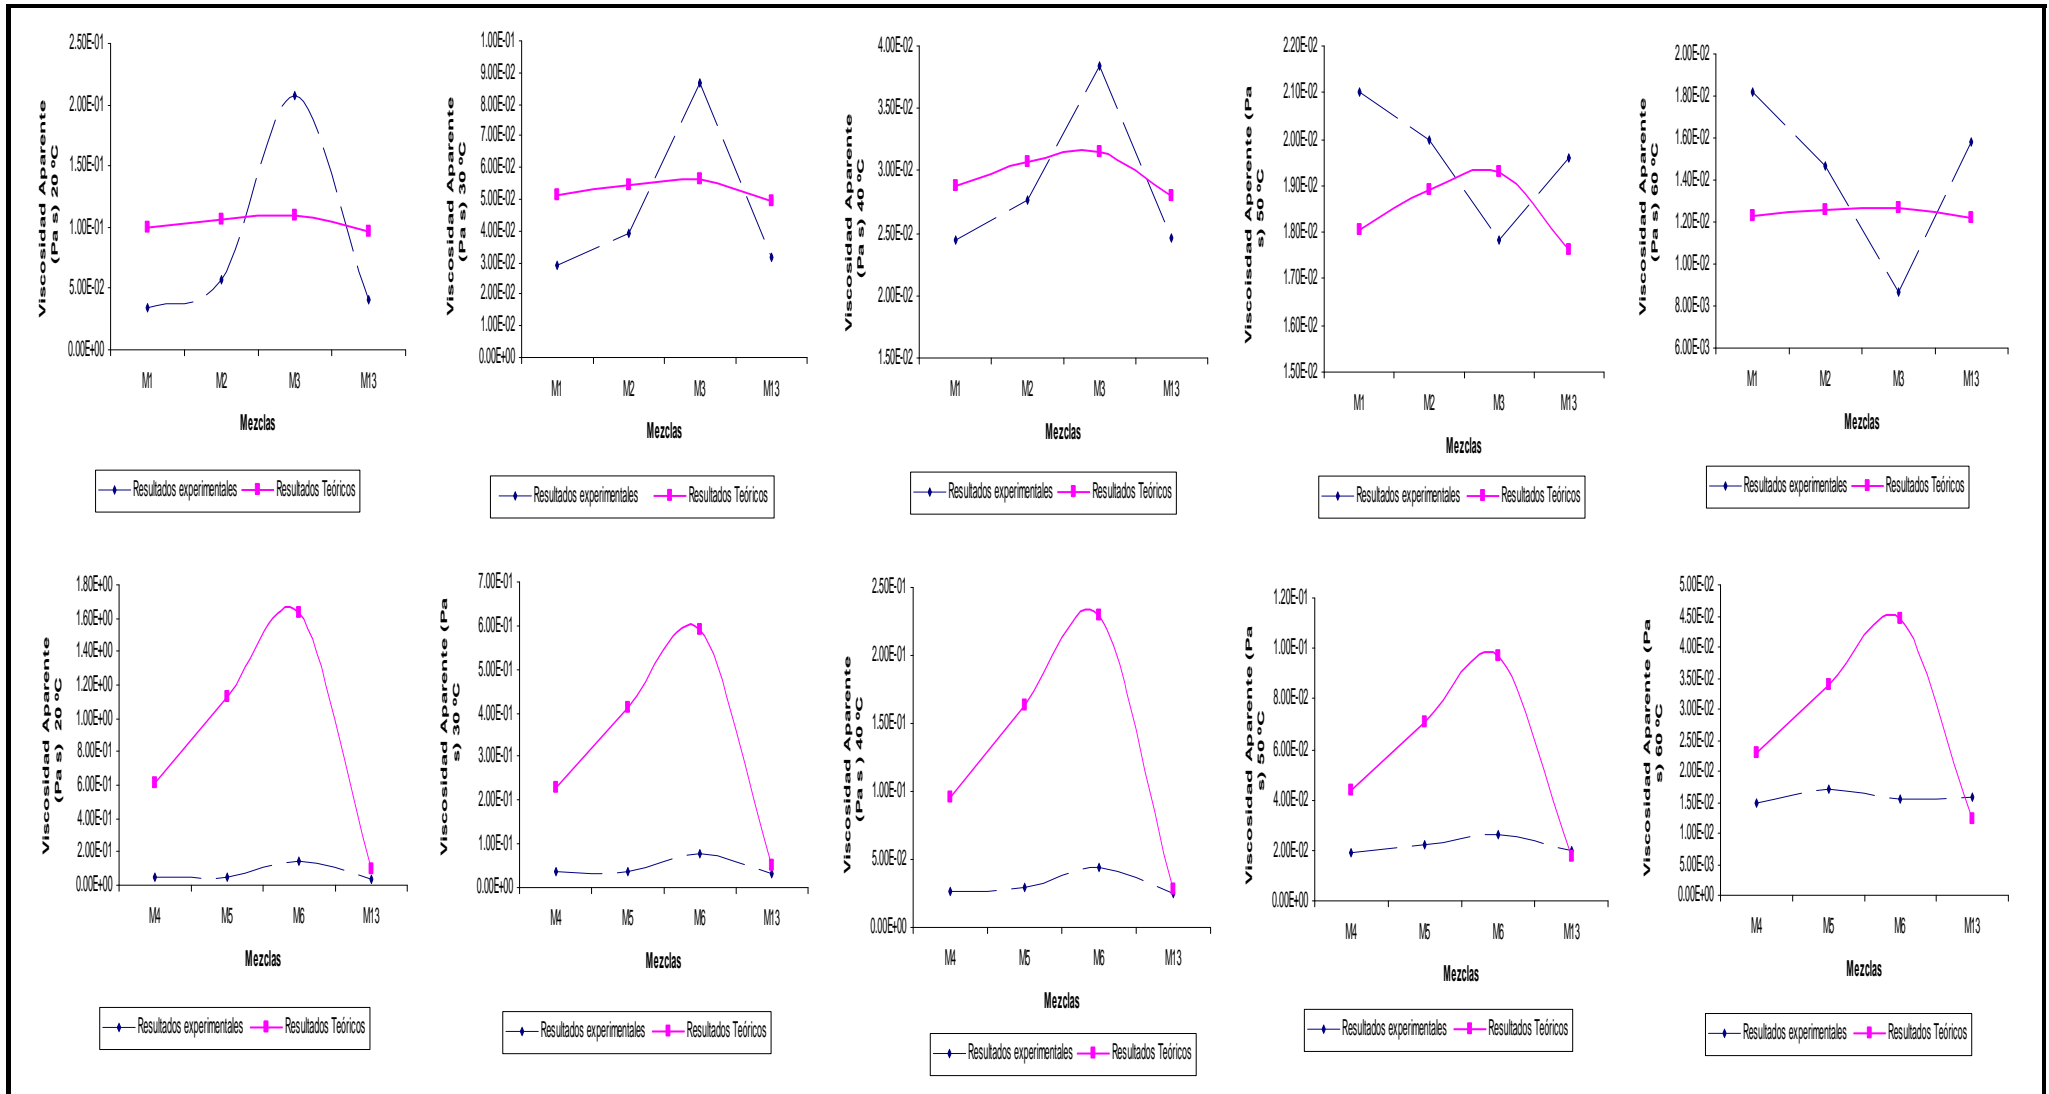 2.50E-01
2.00E-01
1.50E-01
1.00E-01
5.00E-02
0.00E+00
Viscosidad Aparente
(Pa s) 20 ºC
M1 M2 M3 M13
Mezclas
Resultados experimentales Resultados Teóricos
1.00E-01
9.00E-02
8.00E-02
7.00E-02
6.00E-02
5.00E-02
4.00E-02
3.00E-02
2.00E-02
1.00E-02
0.00E+00
Viscosidad Aparente
(Pa s) 30 ºC
M1 M2 M3 M13
Mezclas
Resultados experimentales Resultados Teóricos
4.00E-02
3.50E-02
3.00E-02
2.50E-02
2.00E-02
1.50E-02
Viscosidad Aparente
(Pa s) 40 ºC
M1 M2 M3 M13
Mezclas
Resultados experimentales Resultados Teóricos
2.20E-02
2.10E-02
2.00E-02
1.90E-02
1.80E-02
1.70E-02
1.60E-02
1.50E-02
Viscoisdad Aperente (Pa
s) 50 ºC
M1 M2 M3 M13
Mezclas
Resultados experimentales Resultados Teóricos
2.00E-02
1.80E-02
1.60E-02
1.40E-02
1.20E-02
1.00E-02
8.00E-03
6.00E-03
Viscosidad Aparente
(Pa s) 60 ºC
M1 M2 M3 M13
Mezclas
Resultados experimentales Resultados Teóricos
1.80E+00
1.60E+00
1.40E+00
1.20E+00
1.00E+00
8.00E-01
6.00E-01
4.00E-01
2.00E-01
0.00E+00
Viscosidad Aparente
(Pa s) 20 ºC
M4 M5 M6 M13
Mezclas
Resultados experimentales Resultados Teóricos
7.00E-01
6.00E-01
5.00E-01
4.00E-01
3.00E-01
2.00E-01
1.00E-01
0.00E+00
Viscosidad Aparente (Pa
s) 30 ºC
M4 M5 M6 M13
Mezclas
Resultados experimentales Resultados Teóricos
2.50E-01
2.00E-01
1.50E-01
1.00E-01
5.00E-02
0.00E+00
Viscosidad Aparente
(Pa s ) 40 ºC
M4 M5 M6 M13
Mezclas
Resultados experimentales Resultados Teóricos
1.20E-01
1.00E-01
8.00E-02
6.00E-02
4.00E-02
2.00E-02
0.00E+00
Viscosidad Aparente (Pa
s) 50 ºC
M4 M5 M6 M13
Mezclas
Resultados experimentales Resultados Teóricos
5.00E-02
4.50E-02
4.00E-02
3.50E-02
3.00E-02
2.50E-02
2.00E-02
1.50E-02
1.00E-02
5.00E-03
0.00E+00
Viscosidad Aparente (Pa
s) 60 ºC
M4 M5 M6 M13
Mezclas
Resultados experimentales Resultados Teóricos